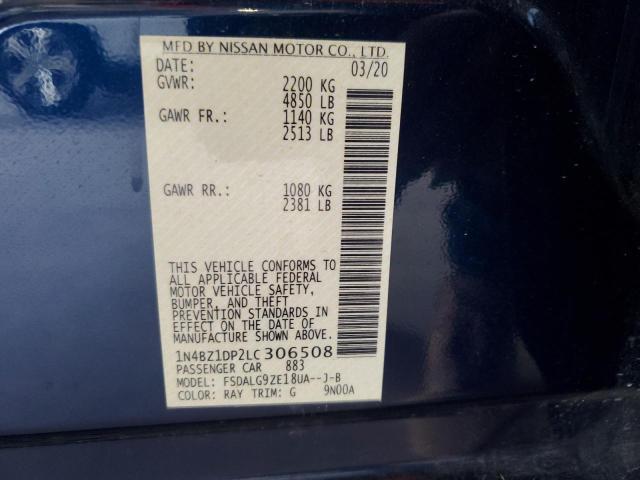 MFD BY NISSAN MOTOR CO., LTD.
DATE: 03/20
GVWR: 2200 KG
4850 LB
GAWR FR.: 1140 KG
2513 LB
GAWR RR.: 1080 KG
2381 LB
THIS VEHICLE CONFORMS TO
ALL APPLICABLE FEDERAL
MOTOR VEHICLE SAFETY,
BUMPER, AND THEFT
PREVENTION STANDARDS IN
EFFECT ON THE DATE OF
MANUFACTURE SHOWN ABOVE.
1N4BZ1DP2LC306508
PASSENGER CAR 883
MODEL: FSDALG9ZE18UA--J-B
COLOR: RAY TRIM: G 9N00A